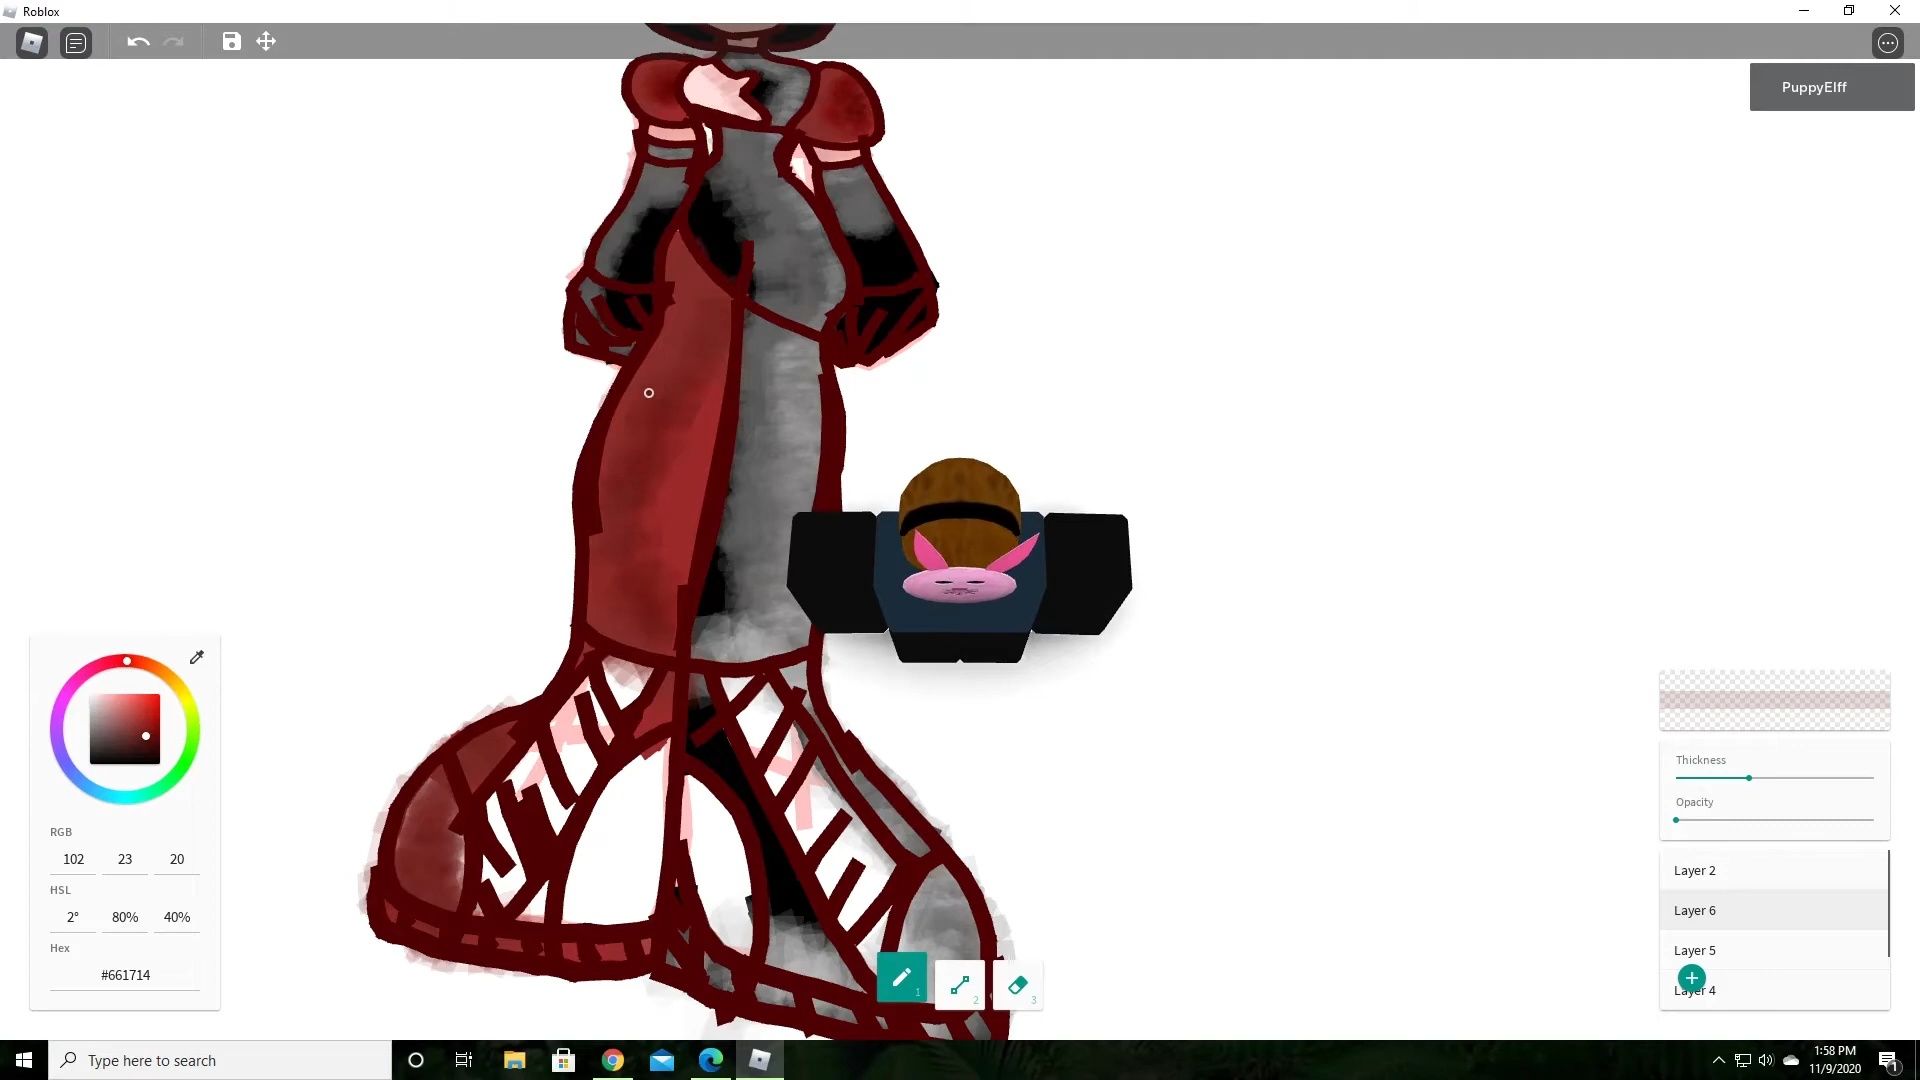 Roblox
PuppyElff
RGB
102 23 20
HSL
2° 80% 40%
Hex
#661714
Thickness
Opacity
Layer 2
Layer 6
Layer 5
Layer 4
1 2 3
Type here to search
1:58 PM
11/9/2020
1